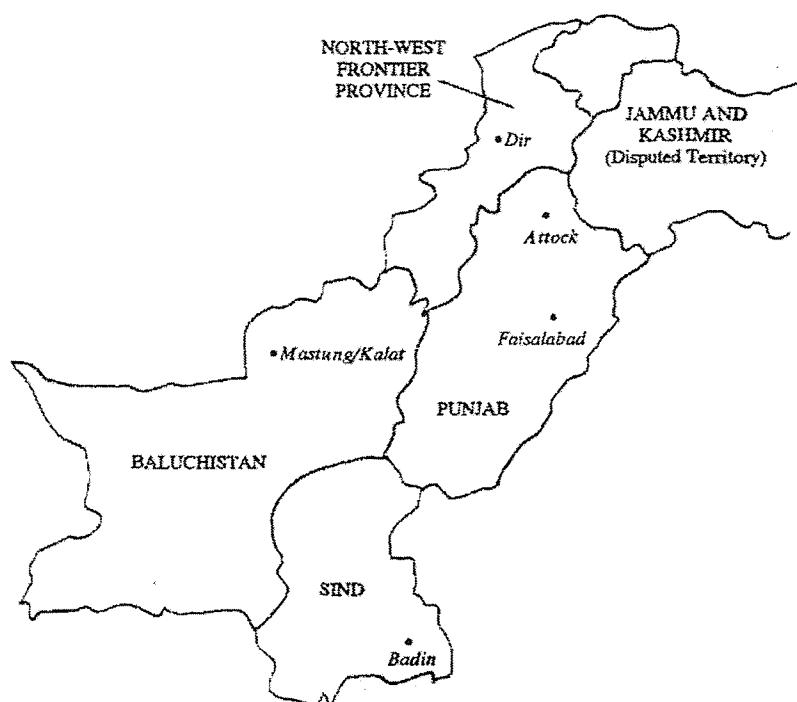 NORTH-WEST
FRONTIER
PROVINCE
JAMMU AND
KASHMIR
(Disputed Territory)
Dir
Attock
Faisalabad
Mastung/Kalat
PUNJAB
BALUCHISTAN
SIND
Badin